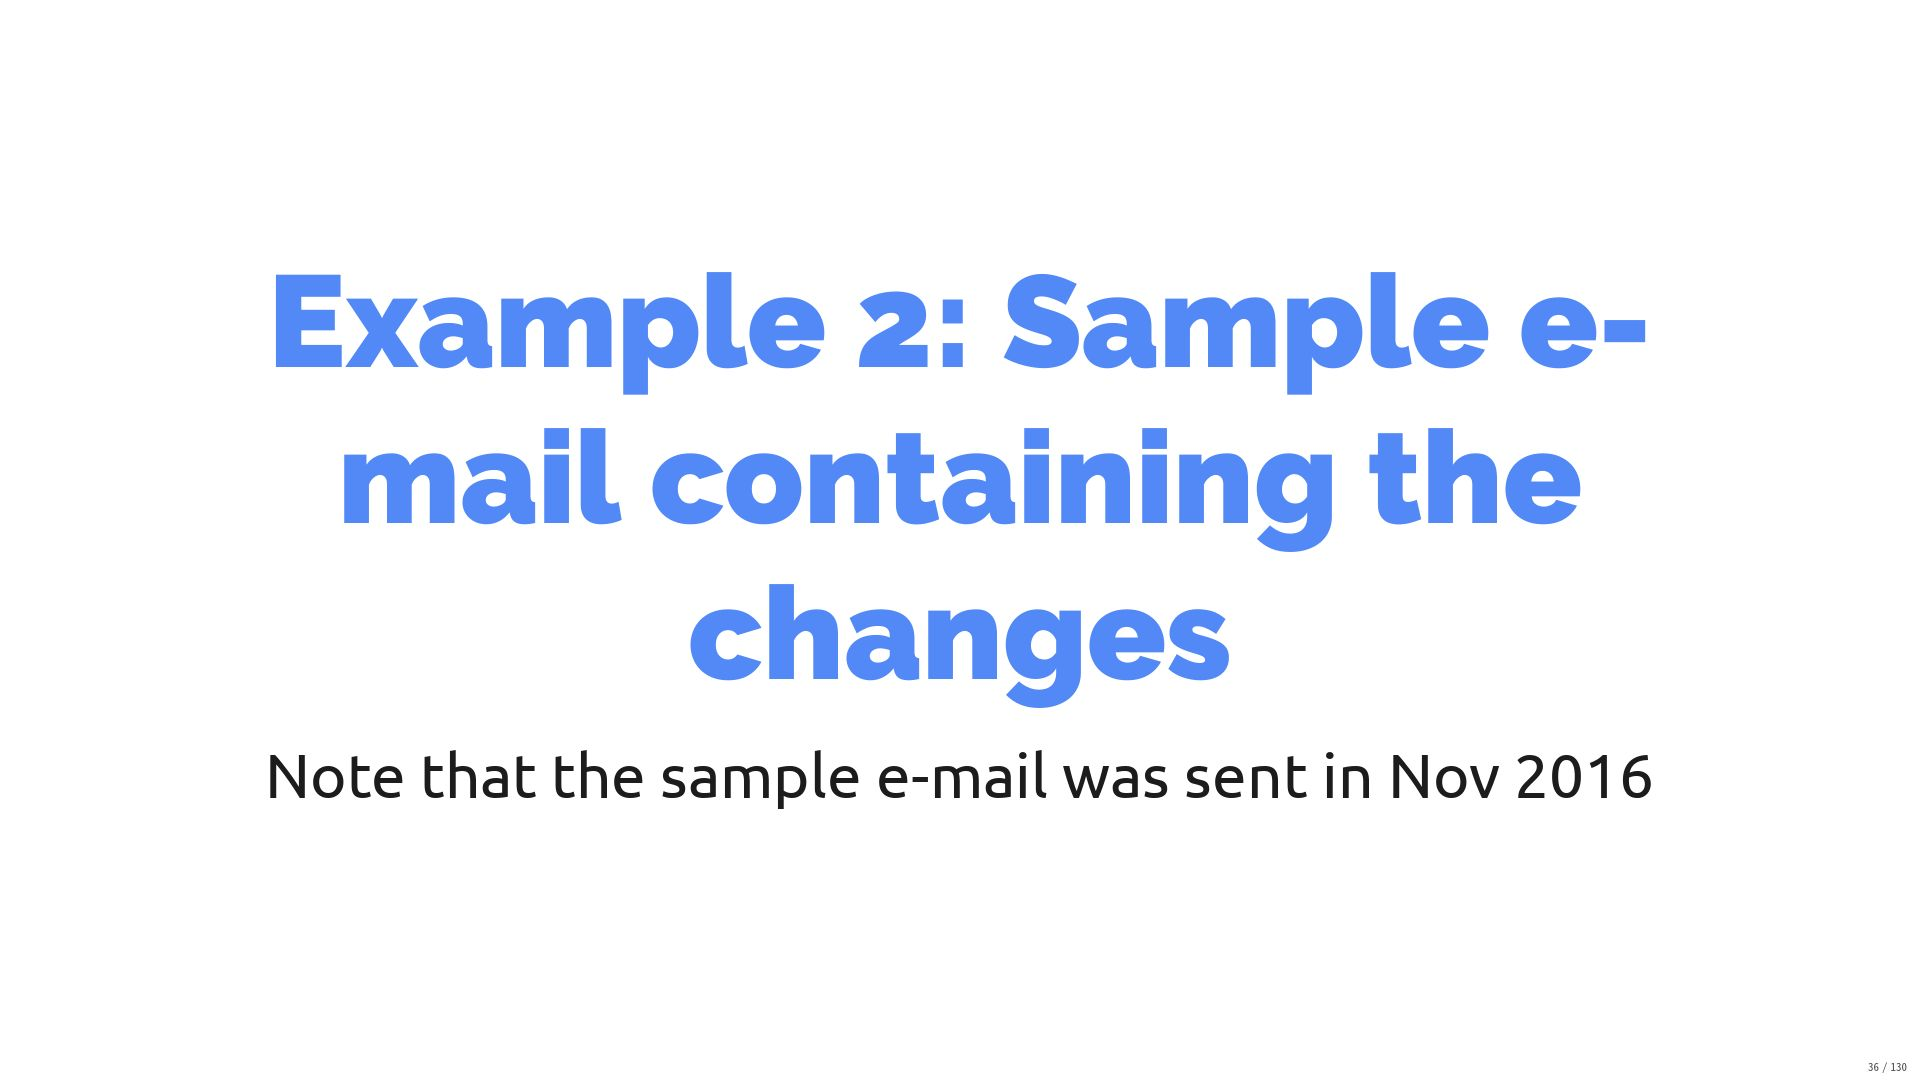 Example 2: Sample e-
mail containing the
changes
Note that the sample e-mail was sent in Nov 2016
36 / 130